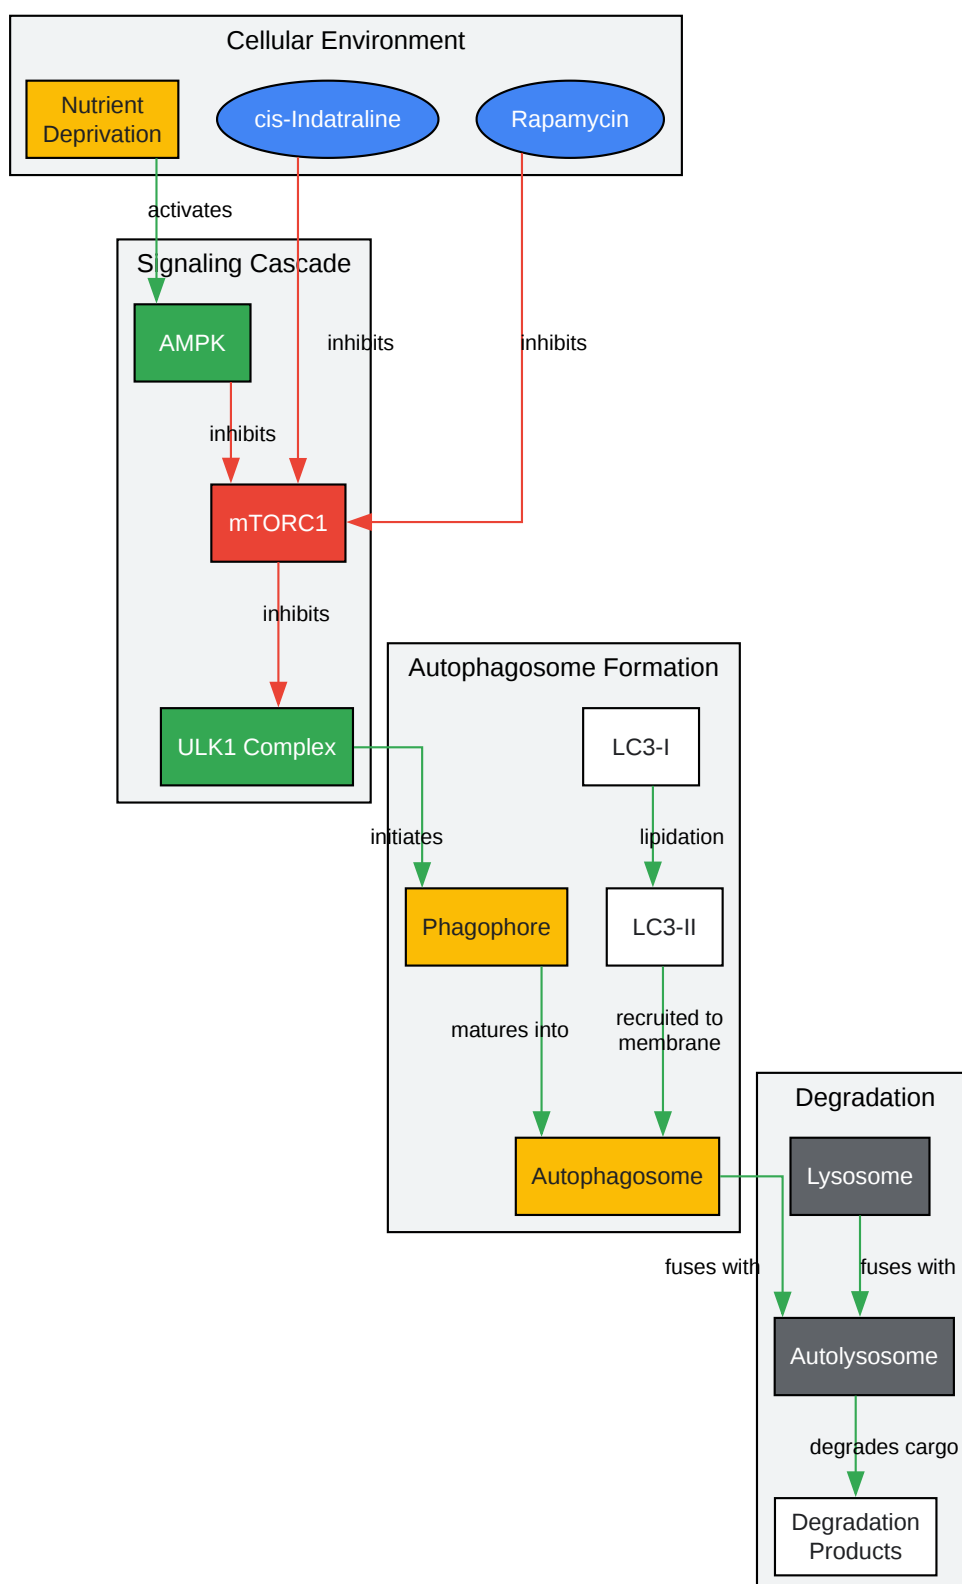 Cellular Environment
Nutrient
Deprivation
cis-Indatraline
Rapamycin
activates
Signaling Cascade
AMPK
inhibits
inhibits
inhibits
mTORC1
inhibits
Autophagosome Formation
ULK1 Complex
LC3-I
initiates
lipidation
Phagophore
LC3-II
matures into
recruited to
membrane
Degradation
Autophagosome
Lysosome
fuses with
fuses with
Autolysosome
degrades cargo
Degradation
Products